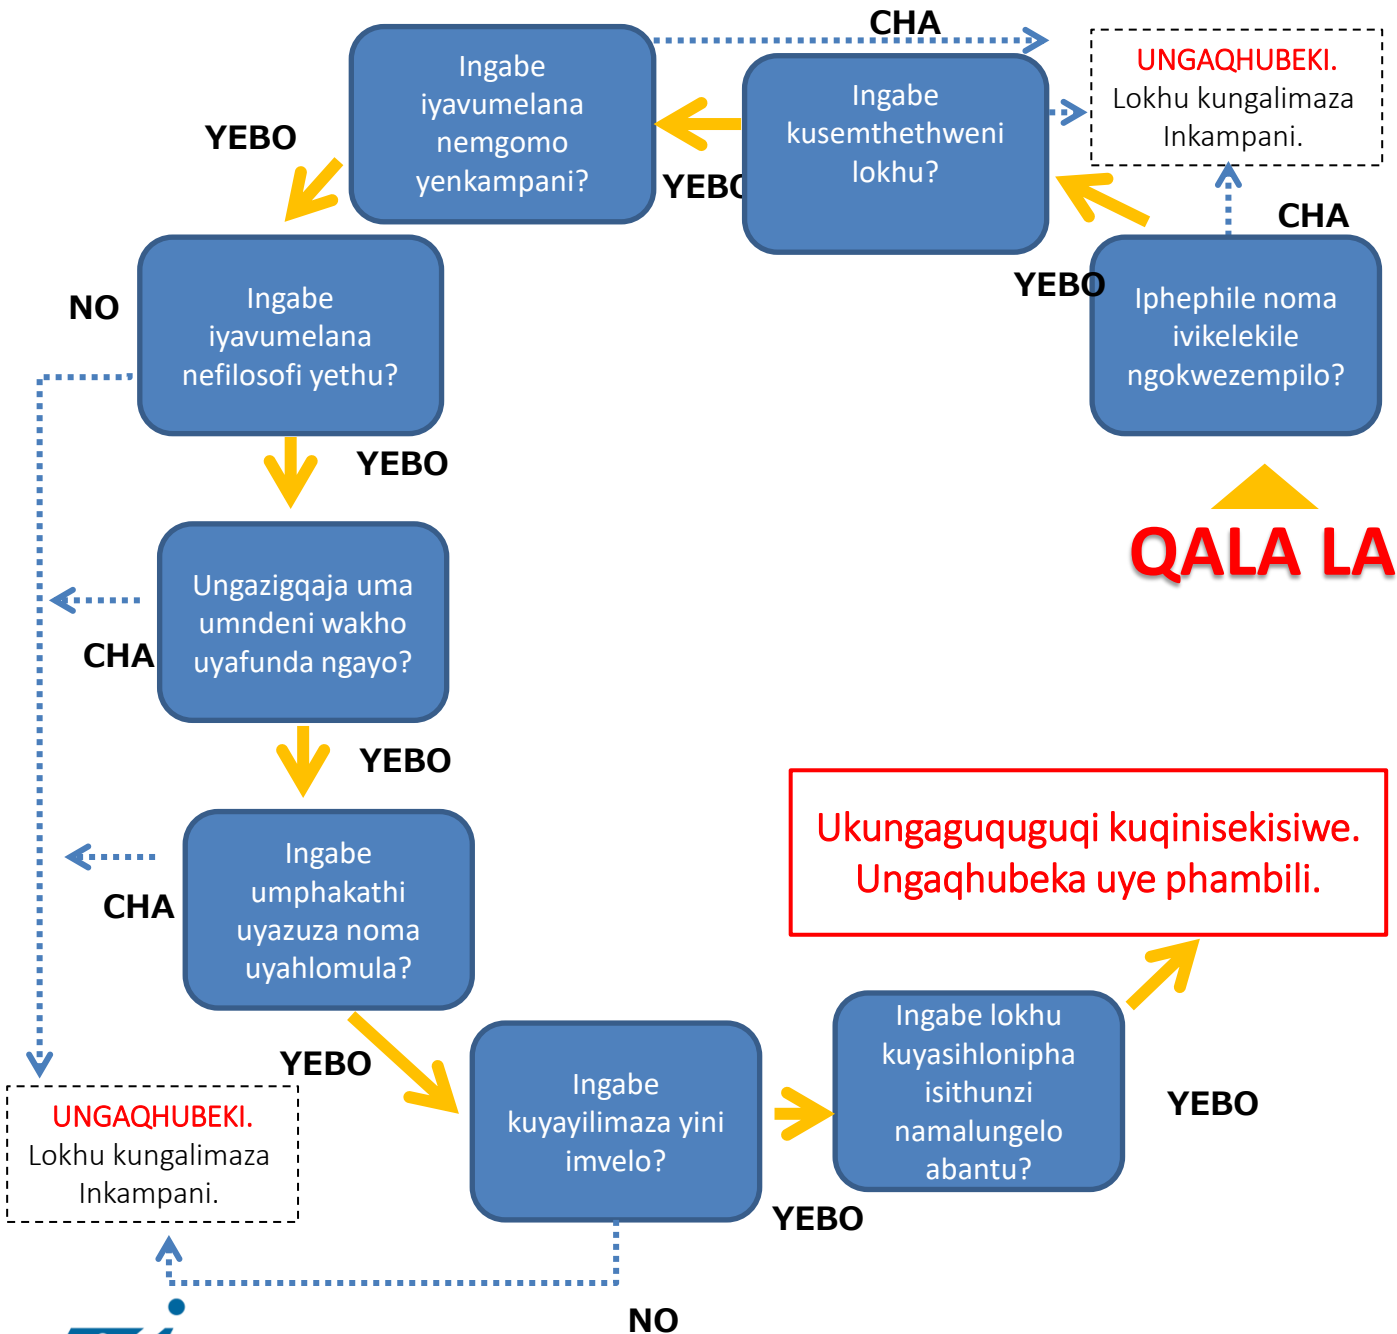 CHA
UNGAQHUBEKI.
Lokhu kungalimaza
Inkampani.
Ingabe
iyavumelana
nemgomo
yenkampani?
Ingabe
kusemthethweni
lokhu?
YEBO
YEBO
CHA
YEBO
Iphephile noma
ivikelekile
ngokwezempilo?
NO
Ingabe
iyavumelana
nefilosofi yethu?
YEBO
QALA LA
Ungazigqaja uma
umndeni wakho
uyafunda ngayo?
CHA
YEBO
Ukungaguquguqi kuqinisekisiwe.
Ungaqhubeka uye phambili.
Ingabe
umphakathi
uyazuza noma
uyahlomula?
CHA
YEBO
Ingabe
kuyayilimaza yini
imvelo?
Ingabe lokhu
kuyasihlonipha
isithunzi
namalungelo
abantu?
YEBO
UNGAQHUBEKI.
Lokhu kungalimaza
Inkampani.
YEBO
NO